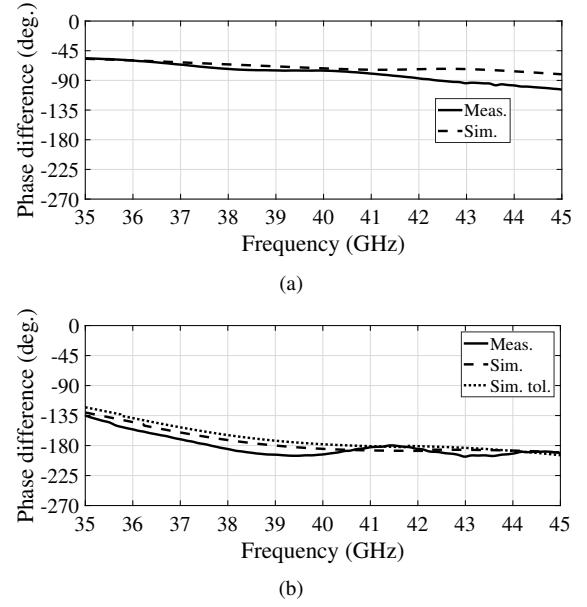 Phase difference (deg.)
0
-45
-90
-135
-180
-225
-270
Meas.
Sim.
35 36 37 38 39 40 41 42 43 44 45
Frequency (GHz)
(a)
Phase difference (deg.)
0
-45
-90
-135
-180
-225
-270
Meas.
Sim.
Sim. tol.
35 36 37 38 39 40 41 42 43 44 45
Frequency (GHz)
(b)